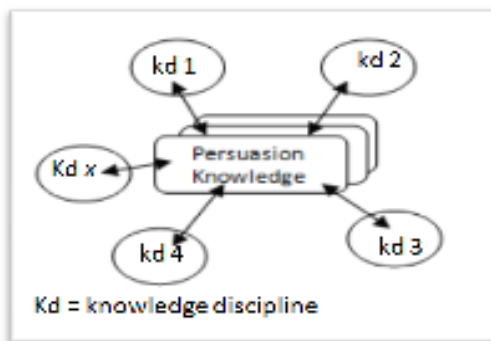 kd 1
kd 2
Persuasion
Knowledge
Kd x
kd 4
kd 3
Kd = knowledge discipline